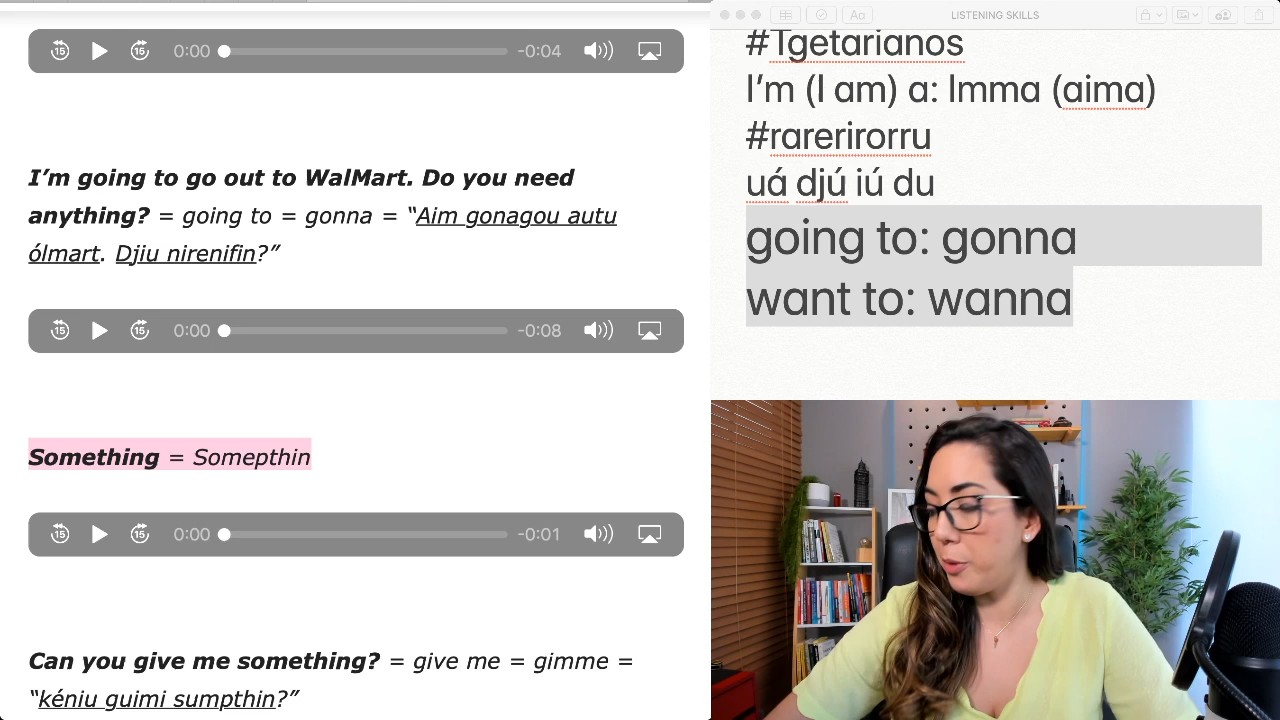 0:00
-0:04
I’m going to go out to WalMart. Do you need
anything? = going to = gonna = “Aim gonagou autu
ólmart. Djiu nirenifin?”
0:00
-0:08
Something = Somepthin
0:00
-0:01
Can you give me something? = give me = gimme =
“kéniu guimi sumpthin?”
Aa
LISTENING SKILLS
#Tgetarianos
I’m (I am) a: Imma (aima)
#rarerirorru
uá djú iú du
going to: gonna
want to: wanna